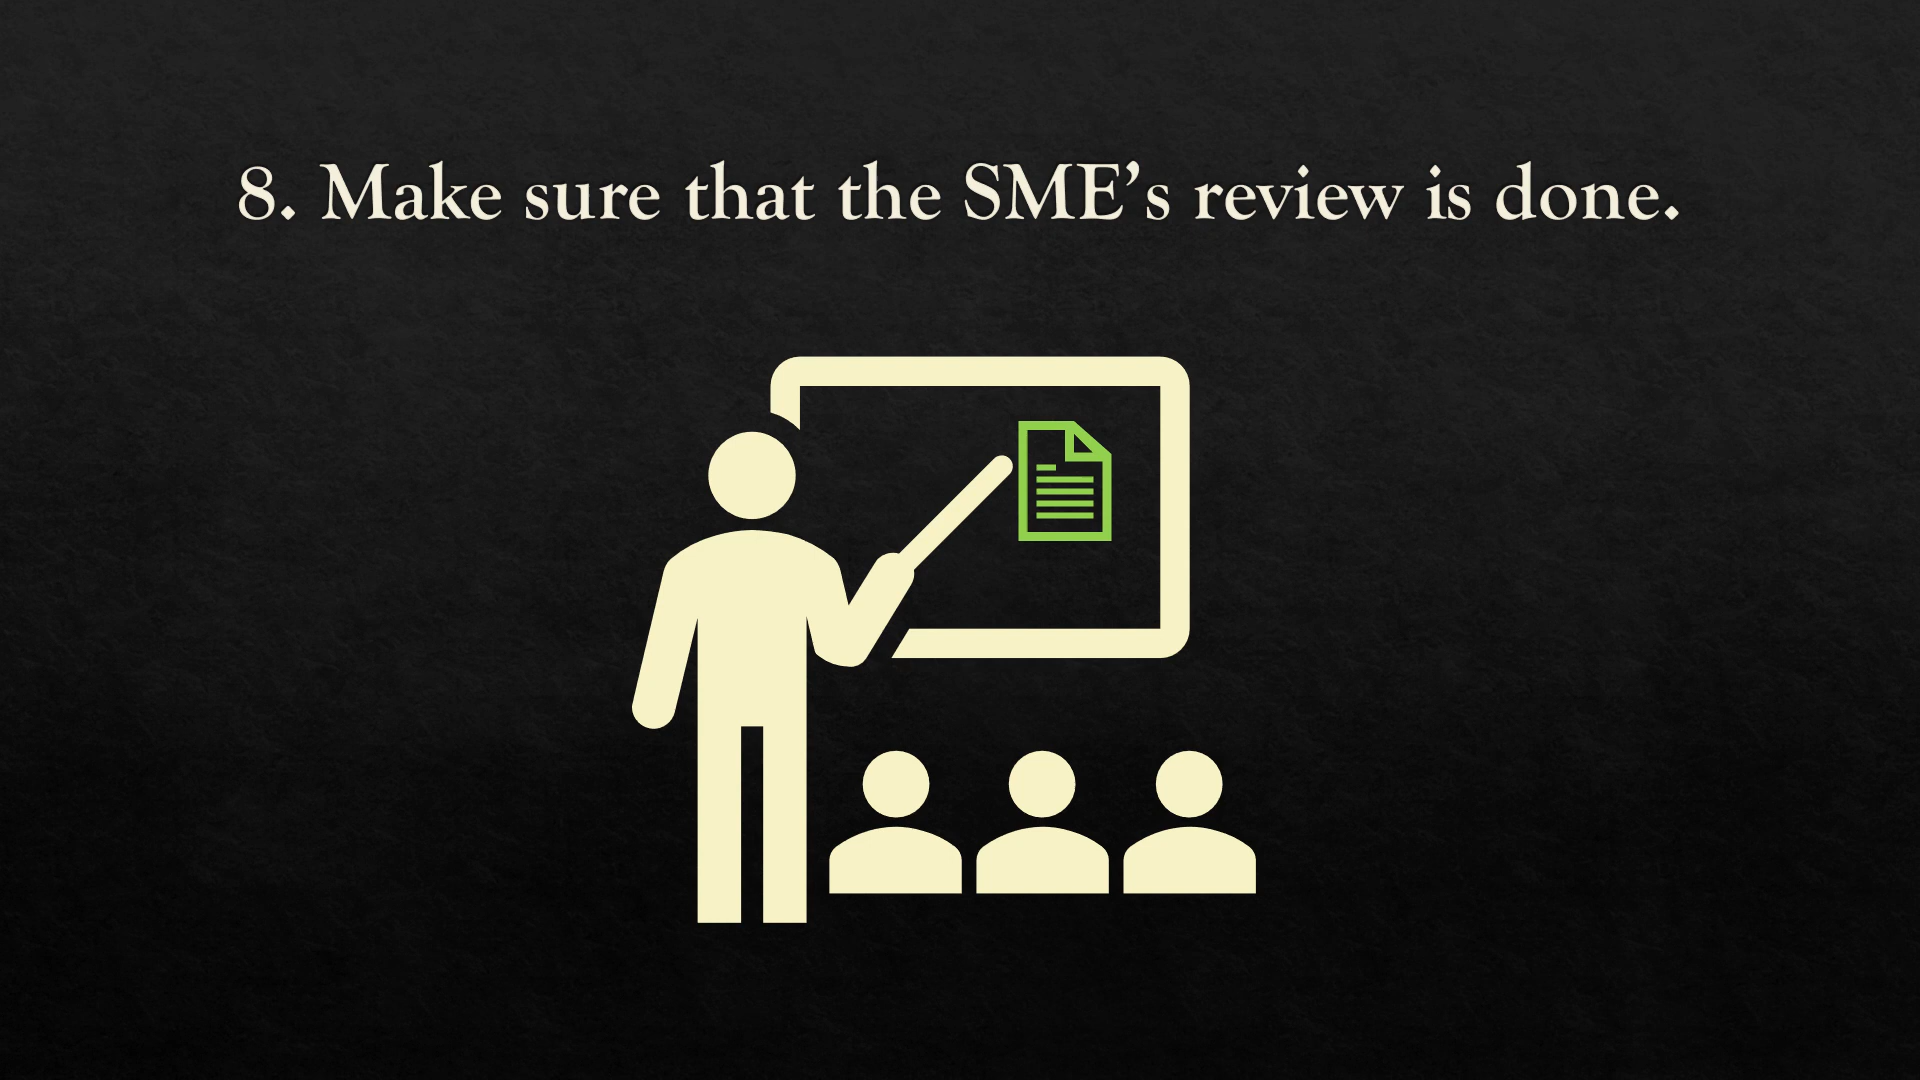 8. Make sure that the SME’s review is done.